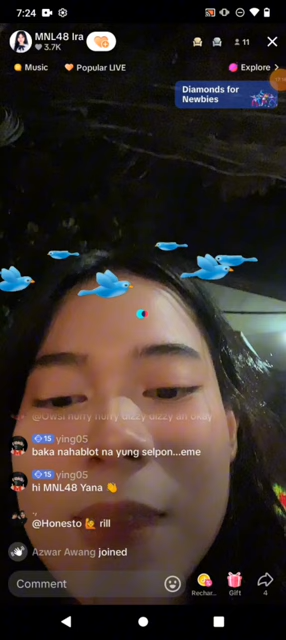 7:24
MNL48 Ira
3.7K
11
Music
Popular LIVE
Explore >
Diamonds for
Newbies
15 ying05
baka nahablot na yung selpon...eme
15 ying05
hi MNL48 Yana 👋
@Honesto 🙋 rill
Azwar Awang joined
Comment
Rechar...
Gift
4